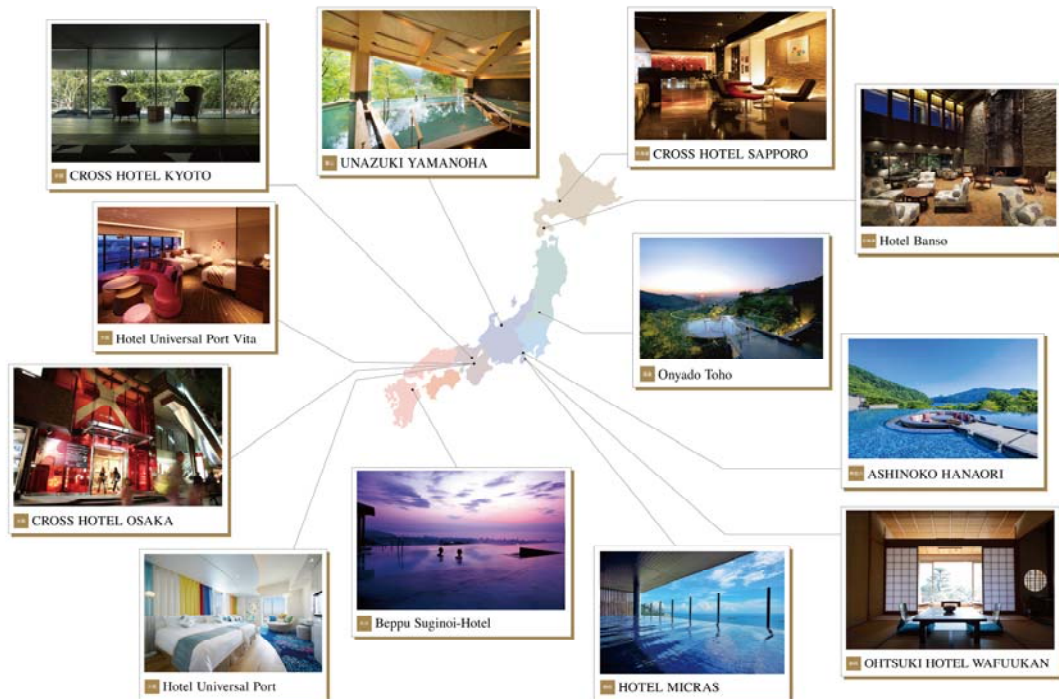 CROSS HOTEL KYOTO
UNAZUKI YAMANOHA
CROSS HOTEL SAPPORO
Hotel Banso
Hotel Universal Port Vita
Onyado Toho
CROSS HOTEL OSAKA
ASHINOKO HANAORI
Beppu Suginoi-Hotel
Hotel Universal Port
HOTEL MICRAS
OHTSUKI HOTEL WAFUUKAN